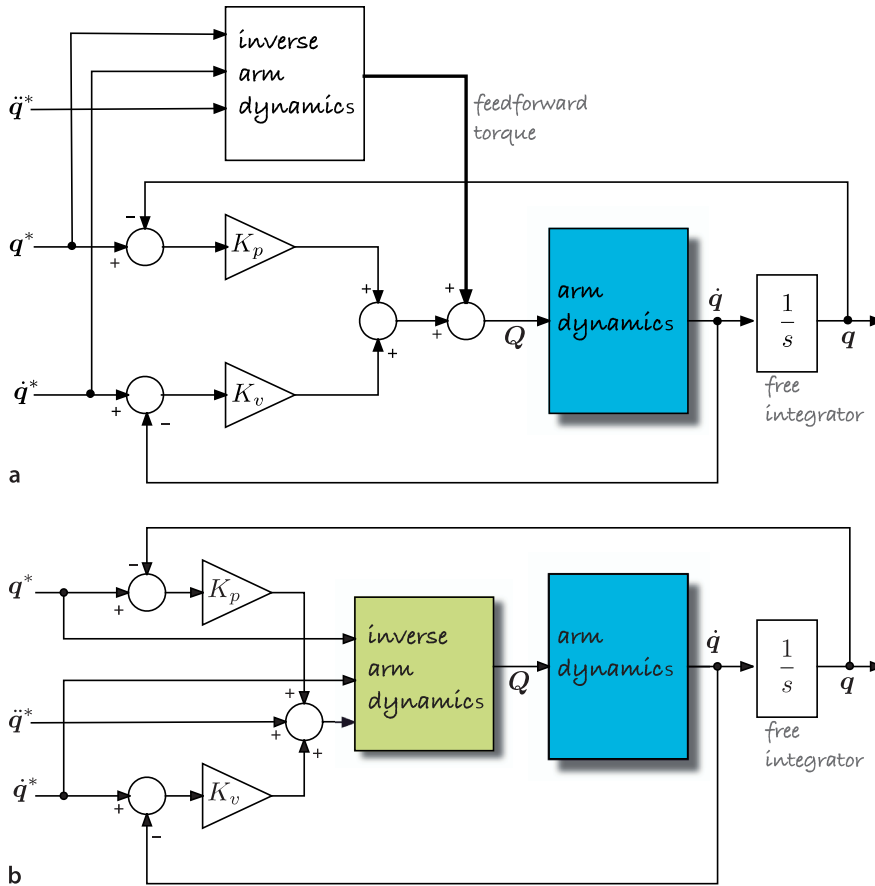 inverse
arm
dynamics
q̈*
feedforward
torque
−
+
q*
+
Kp
+
+
+
+
Q
arm
dynamics
q̇
1
s
q
free
integrator
q̇*
+
−
Kv
a
−
q*
+
Kp
inverse
arm
dynamics
+
q̈*
+
+
Q
arm
dynamics
q̇
1
s
q
free
integrator
q̇*
+
−
Kv
b